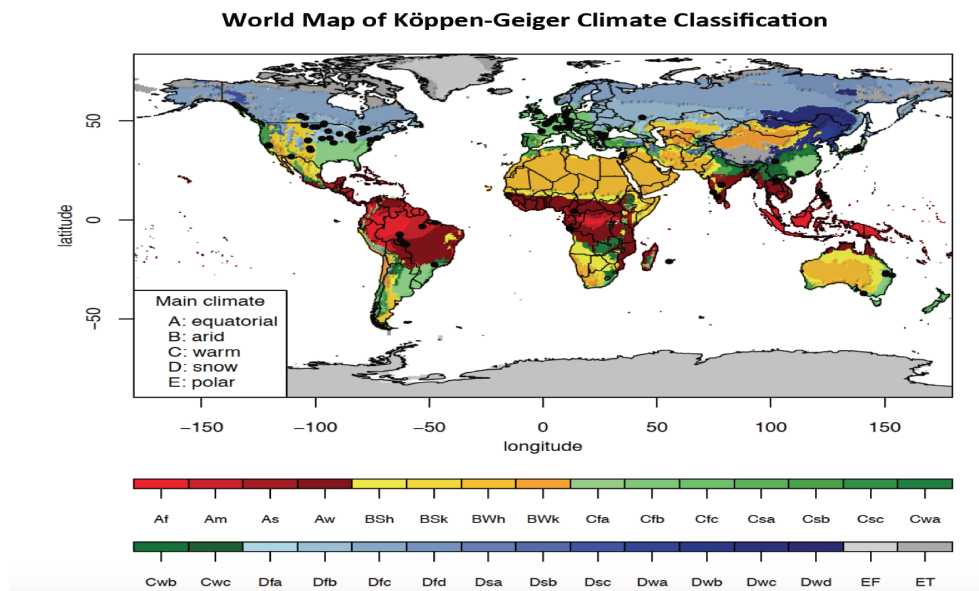 World Map of Köppen-Geiger Climate Classification
latitude
50
0
−50
Main climate
A: equatorial
B: arid
C: warm
D: snow
E: polar
−150 −100 −50 0 50 100 150
longitude
Af Am As Aw BSh BSk BWh BWk Cfa Cfb Cfc Csa Csb Csc Cwa
Cwb Cwc Dfa Dfb Dfc Dfd Dsa Dsb Dsc Dwa Dwb Dwc Dwd EF ET